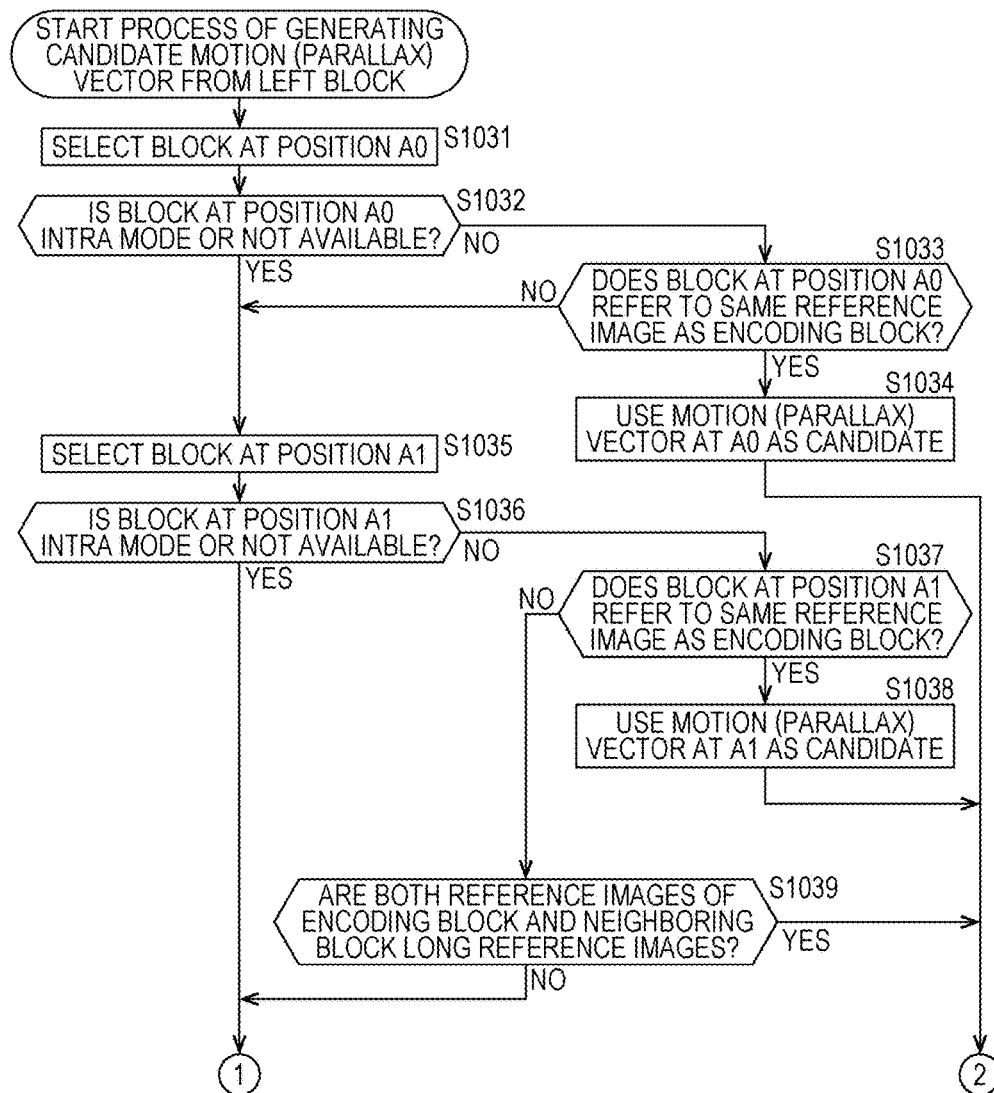 START PROCESS OF GENERATING
CANDIDATE MOTION (PARALLAX)
VECTOR FROM LEFT BLOCK
S1031
SELECT BLOCK AT POSITION A0
S1032
IS BLOCK AT POSITION A0
INTRA MODE OR NOT AVAILABLE?
NO
YES
S1033
DOES BLOCK AT POSITION A0
REFER TO SAME REFERENCE
IMAGE AS ENCODING BLOCK?
NO
YES
S1034
USE MOTION (PARALLAX)
VECTOR AT A0 AS CANDIDATE
S1035
SELECT BLOCK AT POSITION A1
S1036
IS BLOCK AT POSITION A1
INTRA MODE OR NOT AVAILABLE?
NO
YES
S1037
DOES BLOCK AT POSITION A1
REFER TO SAME REFERENCE
IMAGE AS ENCODING BLOCK?
NO
YES
S1038
USE MOTION (PARALLAX)
VECTOR AT A1 AS CANDIDATE
S1039
ARE BOTH REFERENCE IMAGES OF
ENCODING BLOCK AND NEIGHBORING
BLOCK LONG REFERENCE IMAGES?
YES
NO
1
2